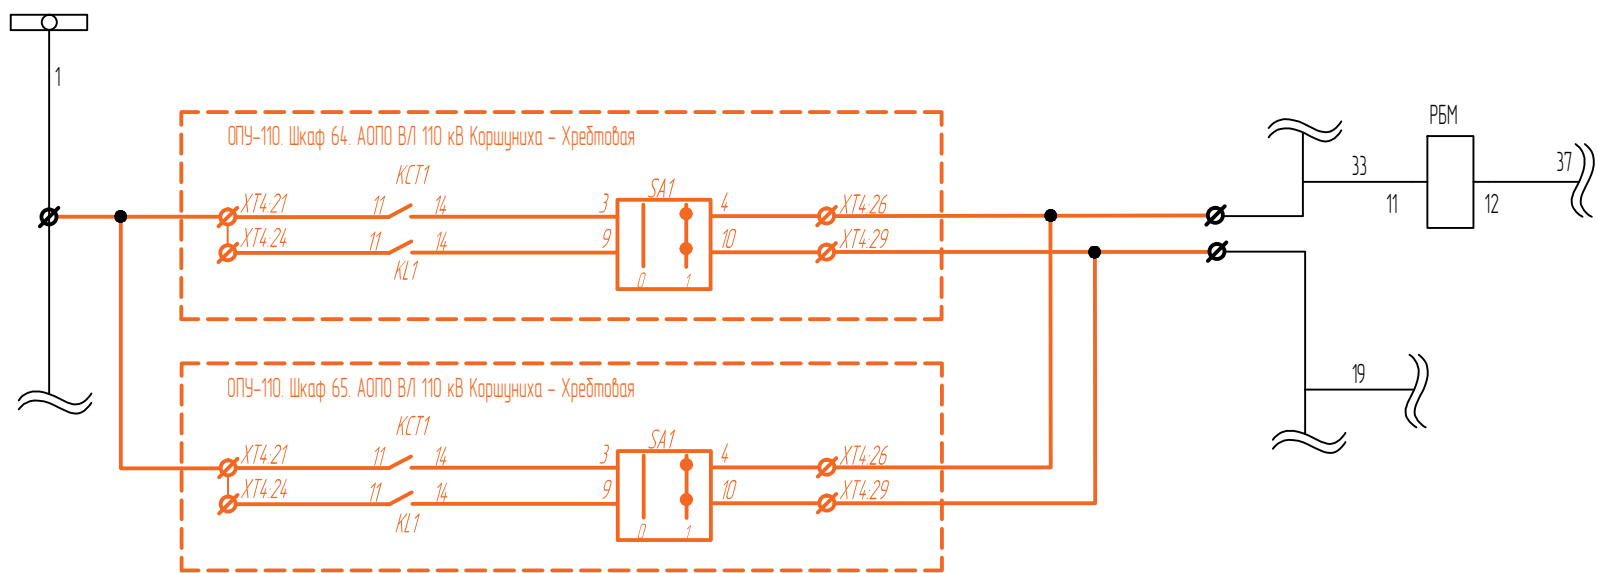 1
РБМ
33
37
11
12
19
ОПУ-110. Шкаф 64. АОПО ВЛ 110 кВ Коршуниха - Хребтовая
KCT1
XT4:21
11
14
3
SA1
4
XT4:26
XT4:24
11
14
9
10
XT4:29
KL1
0
1
ОПУ-110. Шкаф 65. АОПО ВЛ 110 кВ Коршуниха - Хребтовая
KCT1
XT4:21
11
14
3
SA1
4
XT4:26
XT4:24
11
14
9
10
XT4:29
KL1
0
1